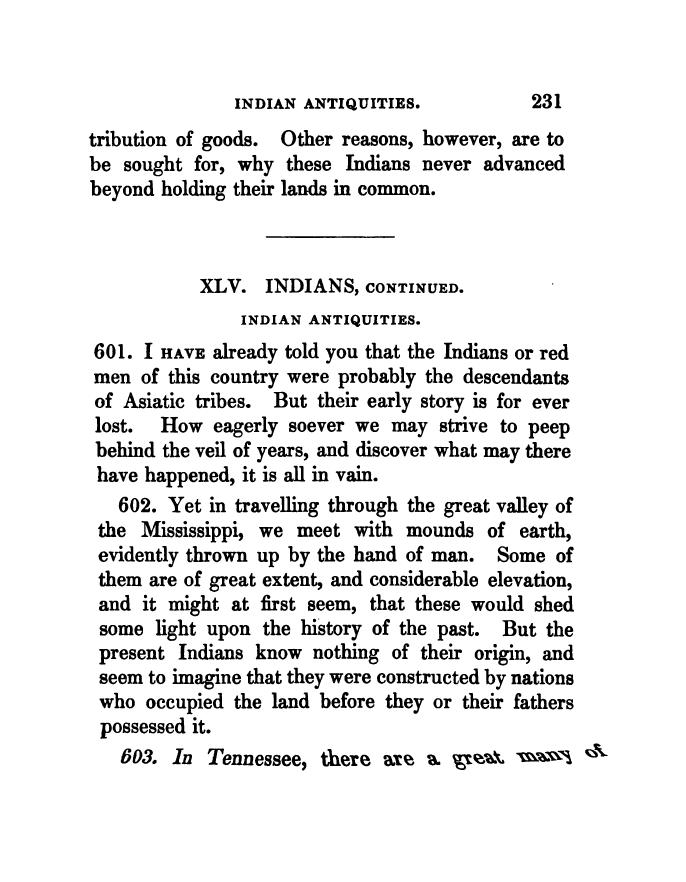 INDIAN ANTIQUITIES. 231
tribution of goods. Other reasons, however, are to
be sought for, why these Indians never advanced
beyond holding their lands in common.
XLV. INDIANS, CONTINUED.
INDIAN ANTIQUITIES.
601. I HAVE already told you that the Indians or red
men of this country were probably the descendants
of Asiatic tribes. But their early story is for ever
lost. How eagerly soever we may strive to peep
behind the veil of years, and discover what may there
have happened, it is all in vain.
602. Yet in travelling through the great valley of
the Mississippi, we meet with mounds of earth,
evidently thrown up by the hand of man. Some of
them are of great extent, and considerable elevation,
and it might at first seem, that these would shed
some light upon the history of the past. But the
present Indians know nothing of their origin, and
seem to imagine that they were constructed by nations
who occupied the land before they or their fathers
possessed it.
603. In Tennessee, there are a great many of